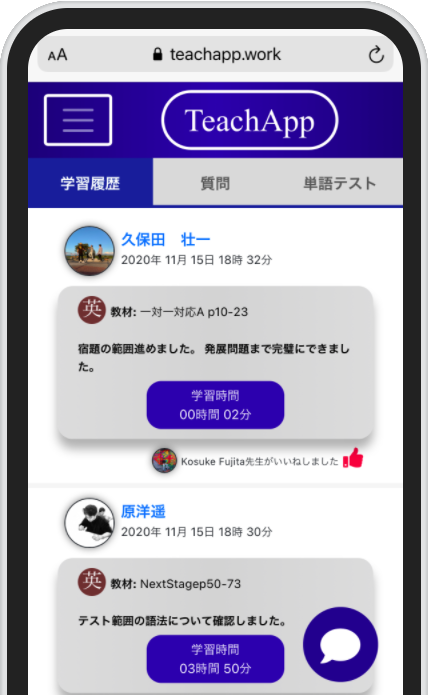 AA teachapp.work
TeachApp
学習履歴 質問 単語テスト
久保田 壮一
2020年 11月 15日 18時 32分
英 教材: 一対一対応A p10-23
宿題の範囲進めました。 発展問題まで完璧にできまし
た。
学習時間
00時間 02分
Kosuke Fujita先生がいいねしました
原洋遥
2020年 11月 15日 18時 30分
英 教材: NextStagep50-73
テスト範囲の語法について確認しました。
学習時間
03時間 50分